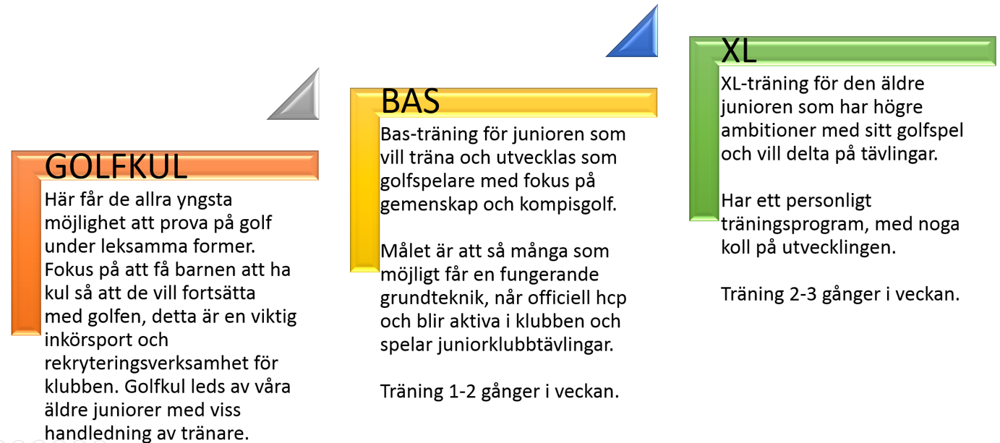 GOLFKUL
Här får de allra yngsta
möjlighet att prova på golf
under leksamma former.
Fokus på att få barnen att ha
kul så att de vill fortsätta
med golfen, detta är en viktig
inkörsport och
rekryteringsverksamhet för
klubben. Golfkul leds av våra
äldre juniorer med viss
handledning av tränare.
BAS
Bas-träning för junioren som
vill träna och utvecklas som
golfspelare med fokus på
gemenskap och kompisgolf.
Målet är att så många som
möjligt får en fungerande
grundteknik, når officiell hcp
och blir aktiva i klubben och
spelar juniorklubbtävlingar.
Träning 1-2 gånger i veckan.
XL
XL-träning för den äldre
junioren som har högre
ambitioner med sitt golfspel
och vill delta på tävlingar.
Har ett personligt
träningsprogram, med noga
koll på utvecklingen.
Träning 2-3 gånger i veckan.